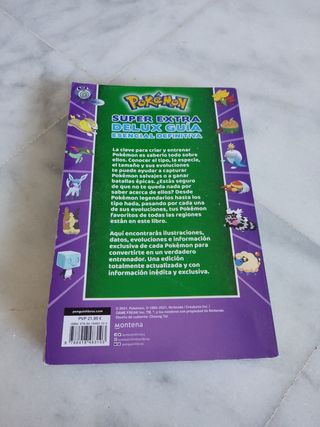 POKÉMON
SUPER EXTRA
DELUX GUÍA
ESENCIAL DEFINITIVA
La clave para criar y entrenar
Pokémon es saberlo todo sobre
ellos. Conocer el tipo, la especie,
el tamaño y sus evoluciones
te puede ayudar a capturar
Pokémon salvajes o a ganar
batallas épicas. ¿Estás seguro
de que no te queda nada por
saber acerca de ellos? Desde
Pokémon legendarios hasta los
tipo hada, pasando por cada una
de sus evoluciones, tus Pokémon
favoritos de todas las regiones
están en este libro.
Aquí encontrarás ilustraciones,
datos, evoluciones e información
exclusiva de cada Pokémon para
convertirte en un verdadero
entrenador. Una edición
totalmente actualizada y con
información inédita y exclusiva.
penguinlibros.com
PVP 21,95 €
montena